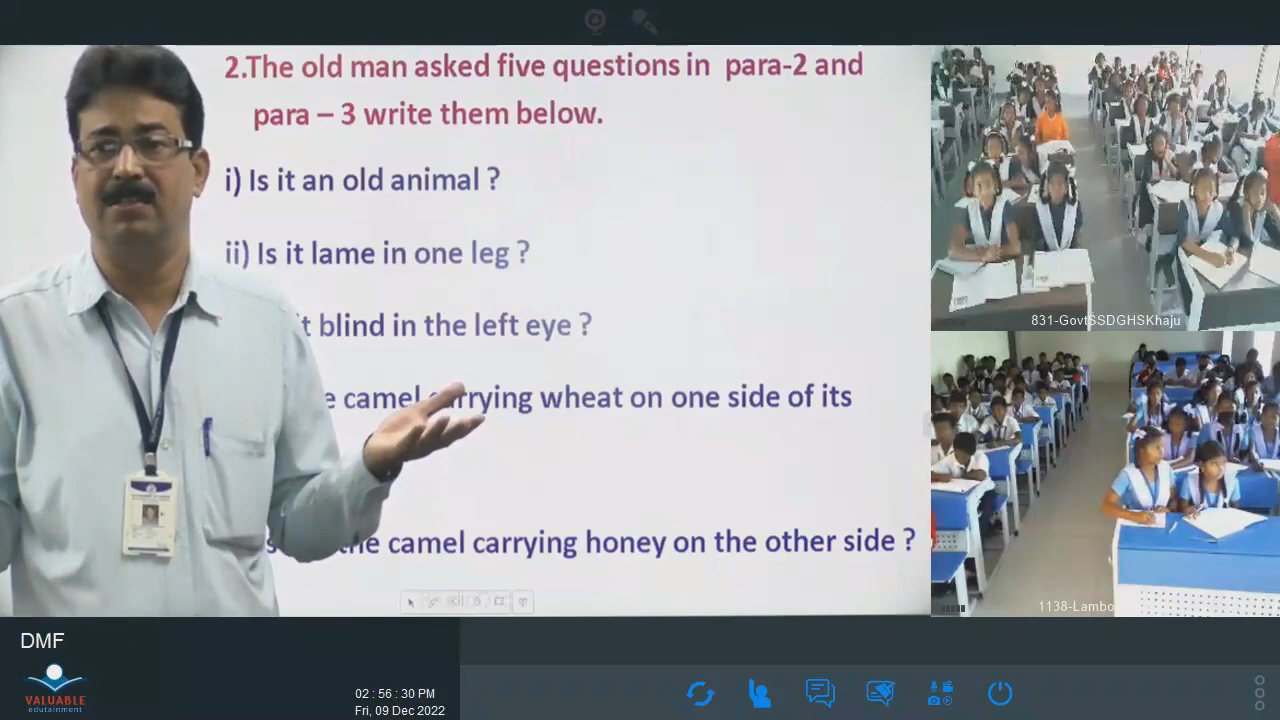 2.The old man asked five questions in para-2 and
para – 3 write them below.
i) Is it an old animal ?
ii) Is it lame in one leg ?
it blind in the left eye ?
camel carrying wheat on one side of its
the camel carrying honey on the other side ?
831-GovtSSDGHSKhaju
1138-Lambo
DMF
VALUABLE
edutainment
02 : 56 : 30 PM
Fri, 09 Dec 2022